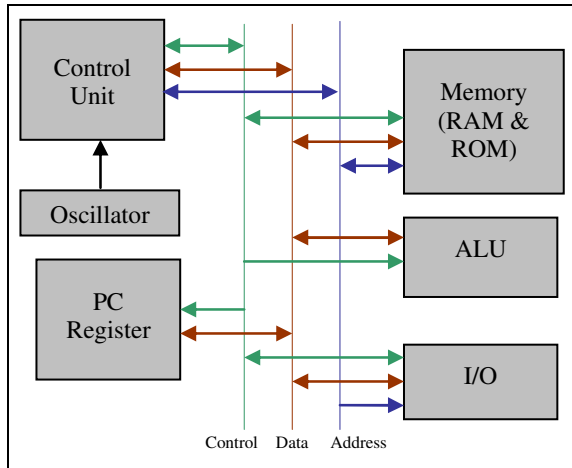 Control
Unit
Memory
(RAM &
ROM)
Oscillator
ALU
PC
Register
I/O
Control Data Address